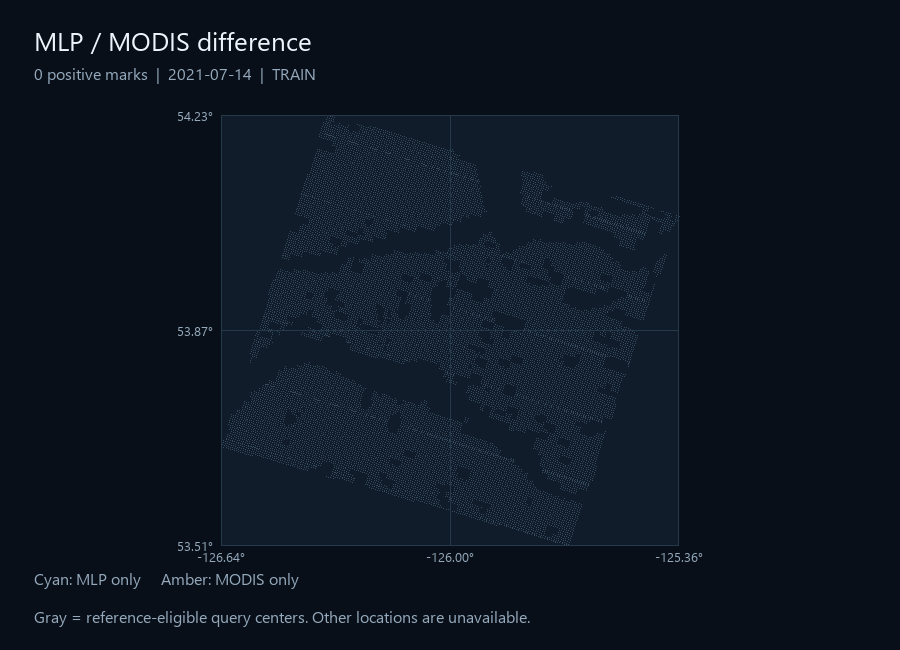 MLP / MODIS difference
0 positive marks | 2021-07-14 | TRAIN
54.23°
53.87°
53.51°
-126.64° -126.00° -125.36°
Cyan: MLP only Amber: MODIS only
Gray = reference-eligible query centers. Other locations are unavailable.